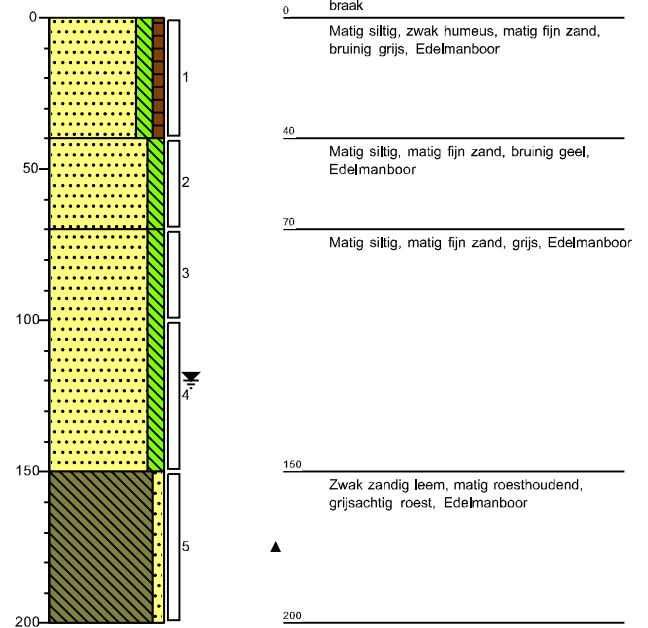 braak
0
0
Matig siltig, zwak humeus, matig fijn zand,
bruinig grijs, Edelmanboor
1
40
Matig siltig, matig fijn zand, bruinig geel,
Edelmanboor
50
2
70
Matig siltig, matig fijn zand, grijs, Edelmanboor
3
100
4
150
150
Zwak zandig leem, matig roesthoudend,
grijsachtig roest, Edelmanboor
5
200
200